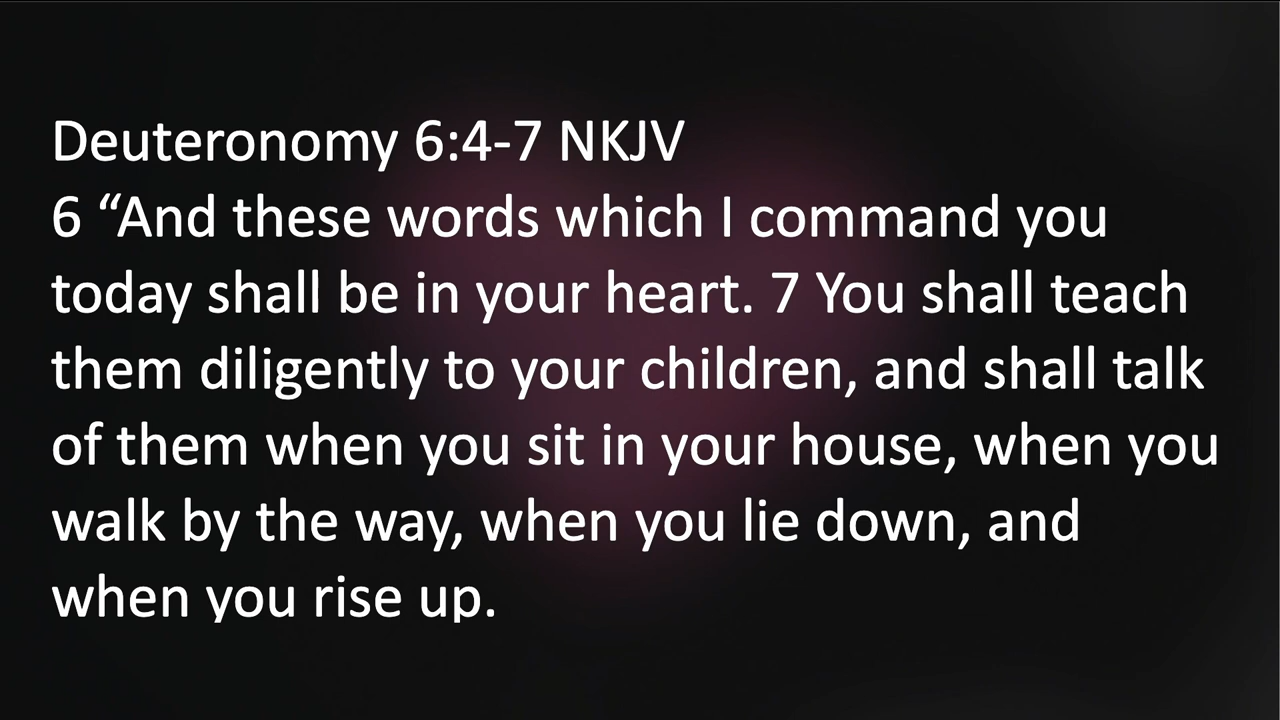 Deuteronomy 6:4-7 NKJV
6 “And these words which I command you
today shall be in your heart. 7 You shall teach
them diligently to your children, and shall talk
of them when you sit in your house, when you
walk by the way, when you lie down, and
when you rise up.